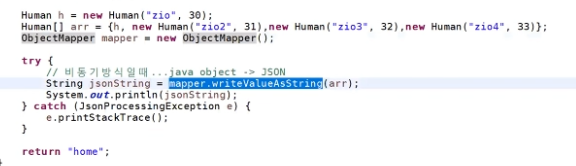 Human h = new Human("zio", 30);
Human[] arr = {h, new Human("zio2", 31),new Human("zio3", 32),new Human("zio4", 33)};
ObjectMapper mapper = new ObjectMapper();
try {
// 비동기방식일때...java object -> JSON
String jsonString = mapper.writeValueAsString(arr);
System.out.println(jsonString);
} catch (JsonProcessingException e) {
e.printStackTrace();
}
return "home";
}